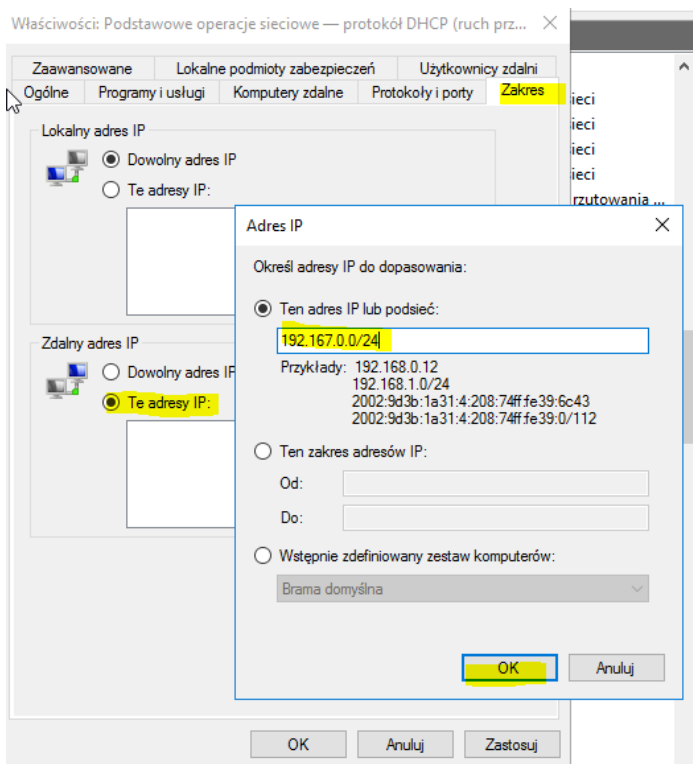 Właściwości: Podstawowe operacje sieciowe — protokół DHCP (ruch prz...
Zaawansowane Lokalne podmioty zabezpieczeń Użytkownicy zdalni
Ogólne Programy i usługi Komputery zdalne Protokoły i porty Zakres
Lokalny adres IP
Dowolny adres IP
Te adresy IP:
ieci
ieci
ieci
ieci
rzutowania ...
Zdalny adres IP
Dowolny adres IP
Te adresy IP:
Adres IP
Określ adresy IP do dopasowania:
Ten adres IP lub podsieć:
192.167.0.0/24
Przykłady: 192.168.0.12
192.168.1.0/24
2002:9d3b:1a31:4:208:74ff:fe39:6c43
2002:9d3b:1a31:4:208:74ff:fe39:0/112
Ten zakres adresów IP:
Od:
Do:
Wstępnie zdefiniowany zestaw komputerów:
Brama domyślna
OK Anuluj
OK Anuluj Zastosuj